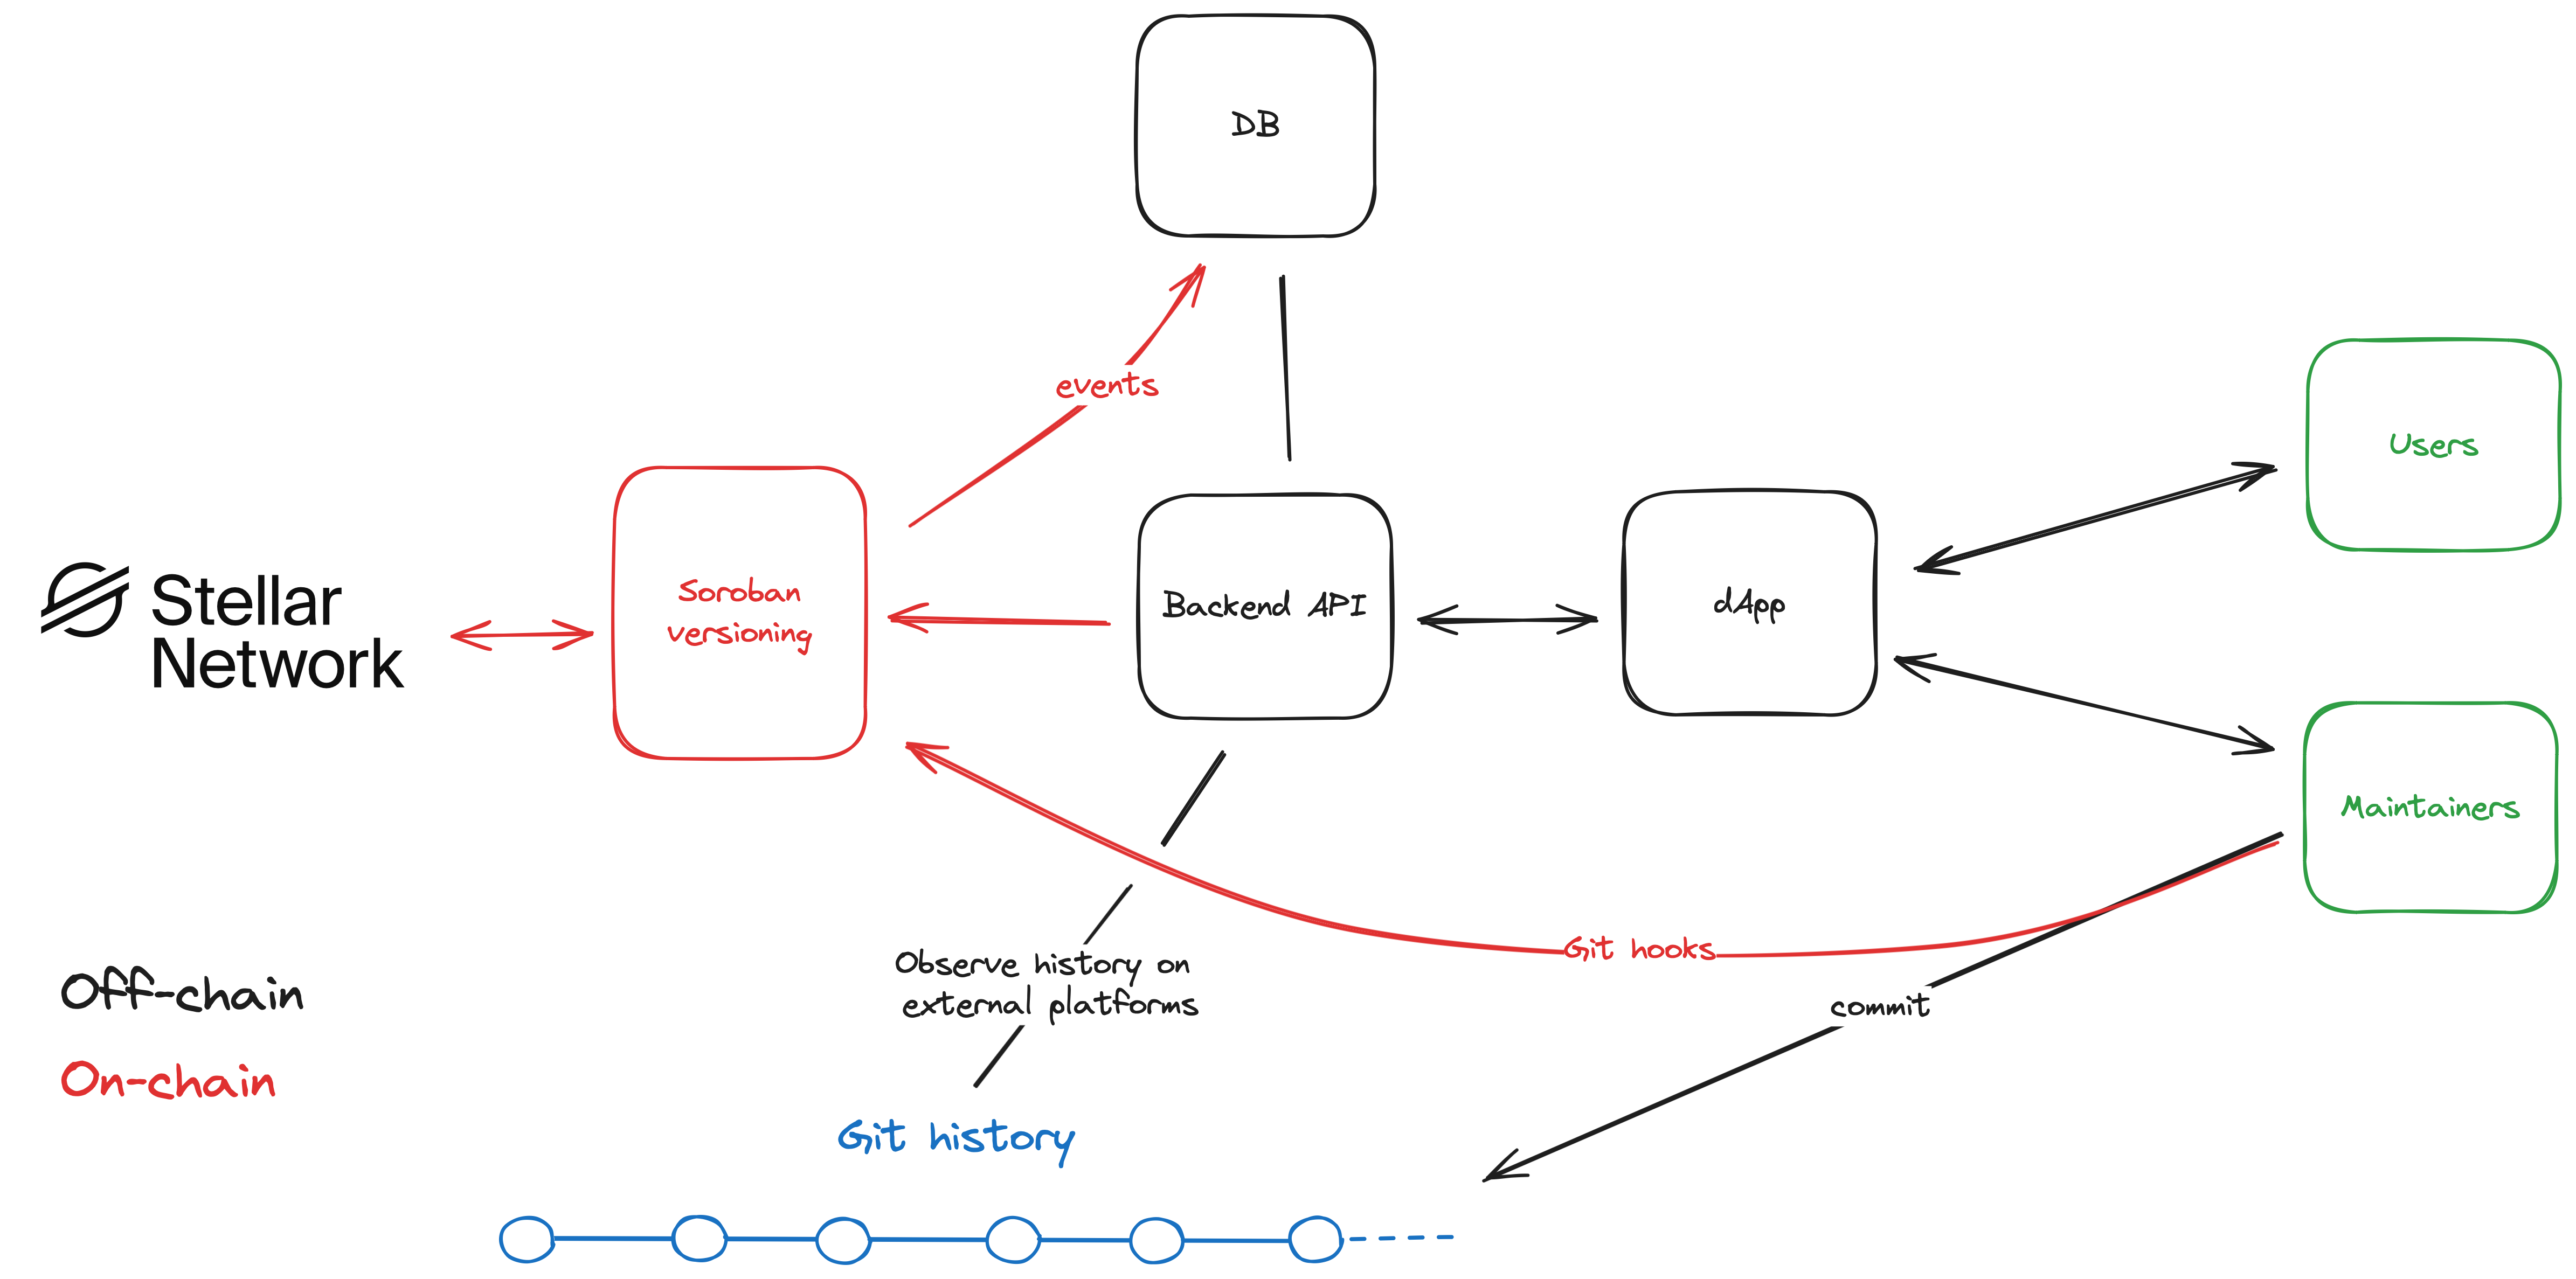 DB
events
Users
Stellar
Network
Soroban
versioning
Backend API
dApp
Maintainers
Git hooks
Observe history on
external platforms
commit
Off-chain
On-chain
Git history